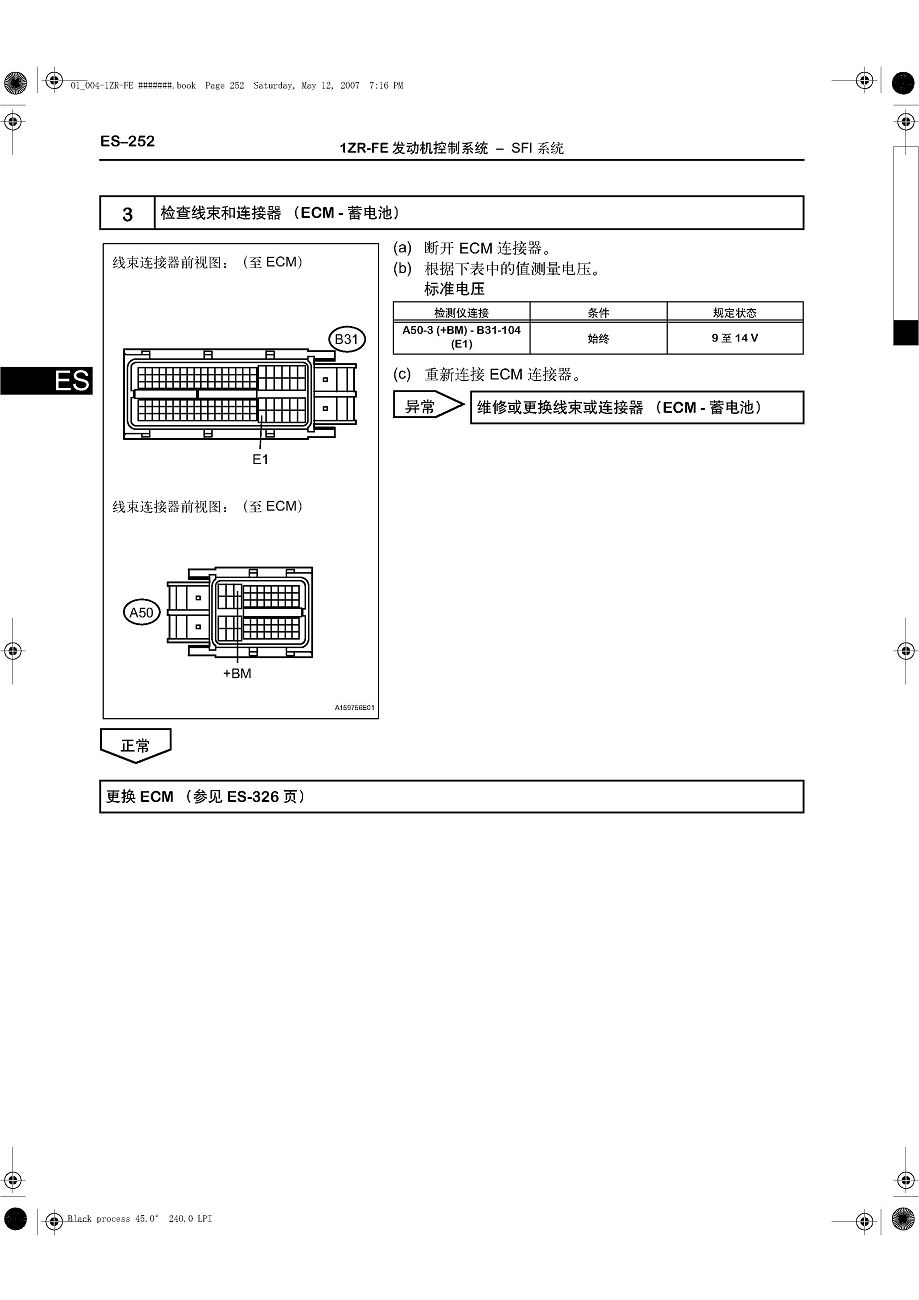 01_004-1ZR-FE #######.book Page 252 Saturday, May 12, 2007 7:16 PM
ES–252
1ZR-FE 发动机控制系统 – SFI 系统
3 检查线束和连接器 （ECM - 蓄电池）
线束连接器前视图：（至 ECM）
B31
E1
线束连接器前视图：（至 ECM）
A50
+BM
A159756E01
(a) 断开 ECM 连接器。
(b) 根据下表中的值测量电压。
标准电压
检测仪连接 条件 规定状态
A50-3 (+BM) - B31-104
(E1) 始终 9 至 14 V
(c) 重新连接 ECM 连接器。
异常 维修或更换线束或连接器 （ECM - 蓄电池）
ES
正常
更换 ECM （参见 ES-326 页）
Black process 45.0° 240.0 LPI